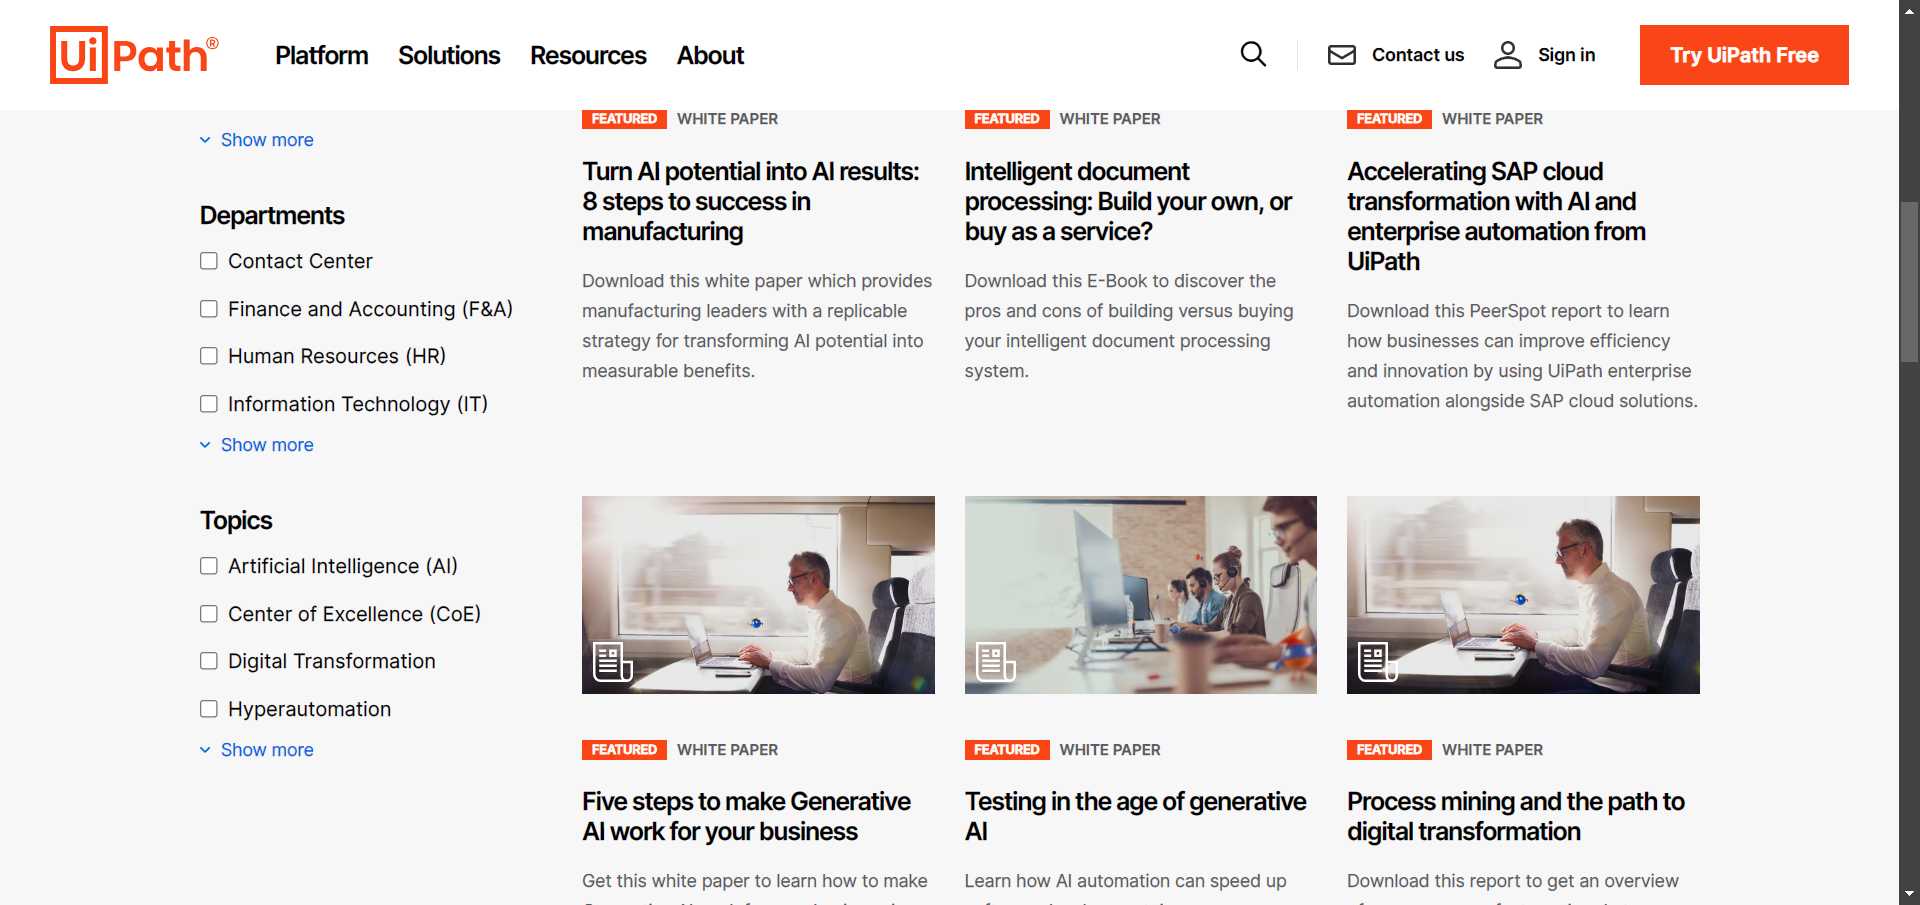 UiPath®
Platform
Solutions
Resources
About
Contact us
Sign in
Try UiPath Free
Show more
Departments
Contact Center
Finance and Accounting (F&A)
Human Resources (HR)
Information Technology (IT)
Show more
Topics
Artificial Intelligence (AI)
Center of Excellence (CoE)
Digital Transformation
Hyperautomation
Show more
FEATURED WHITE PAPER
Turn AI potential into AI results:
8 steps to success in
manufacturing
Download this white paper which provides
manufacturing leaders with a replicable
strategy for transforming AI potential into
measurable benefits.
FEATURED WHITE PAPER
Intelligent document
processing: Build your own, or
buy as a service?
Download this E-Book to discover the
pros and cons of building versus buying
your intelligent document processing
system.
FEATURED WHITE PAPER
Accelerating SAP cloud
transformation with AI and
enterprise automation from
UiPath
Download this PeerSpot report to learn
how businesses can improve efficiency
and innovation by using UiPath enterprise
automation alongside SAP cloud solutions.
FEATURED WHITE PAPER
Five steps to make Generative
AI work for your business
Get this white paper to learn how to make
FEATURED WHITE PAPER
Testing in the age of generative
AI
Learn how AI automation can speed up
FEATURED WHITE PAPER
Process mining and the path to
digital transformation
Download this report to get an overview